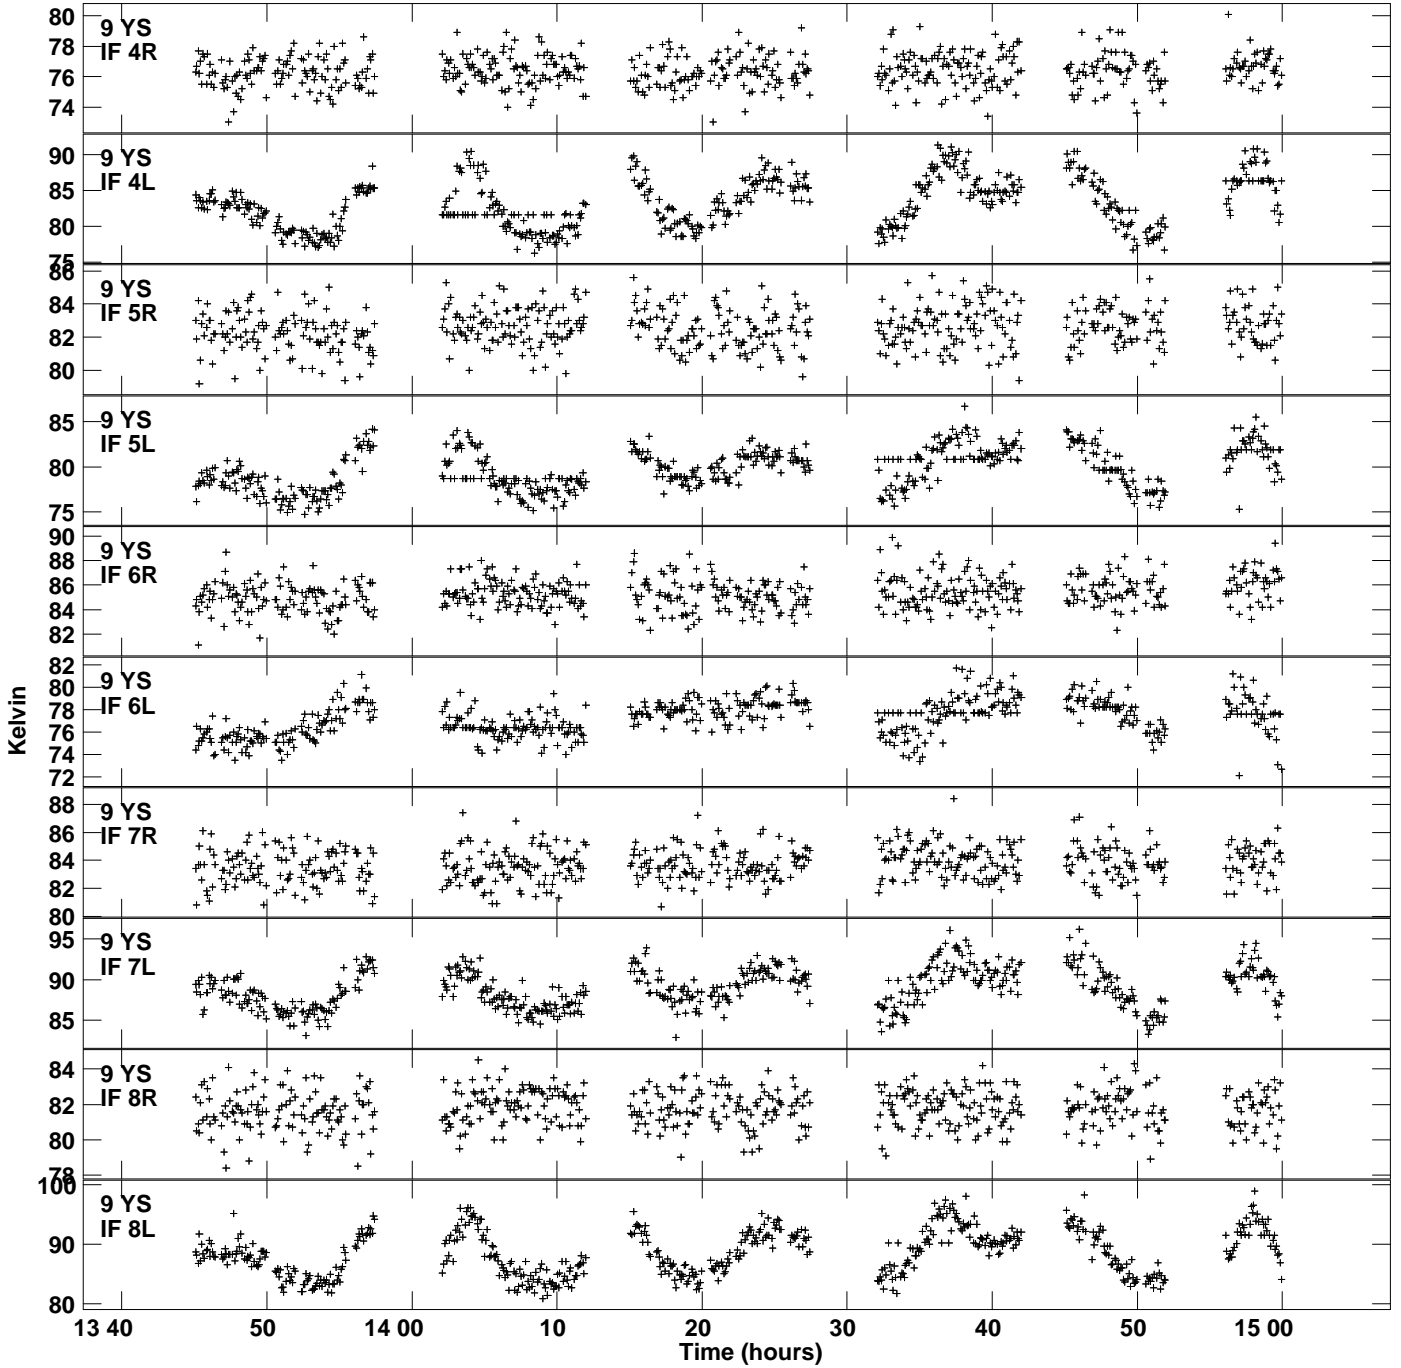 80
78
76
74
9 YS
IF 4R
90
85
80
75
9 YS
IF 4L
86
84
82
80
9 YS
IF 5R
85
80
75
9 YS
IF 5L
90
88
86
84
82
9 YS
IF 6R
82
80
78
76
74
72
9 YS
IF 6L
88
86
84
82
80
9 YS
IF 7R
95
90
85
9 YS
IF 7L
84
82
80
78
9 YS
IF 8R
100
90
80
9 YS
IF 8L
Kelvin
13 40 50 14 00 10 20 30 40 50 15 00
Time (hours)